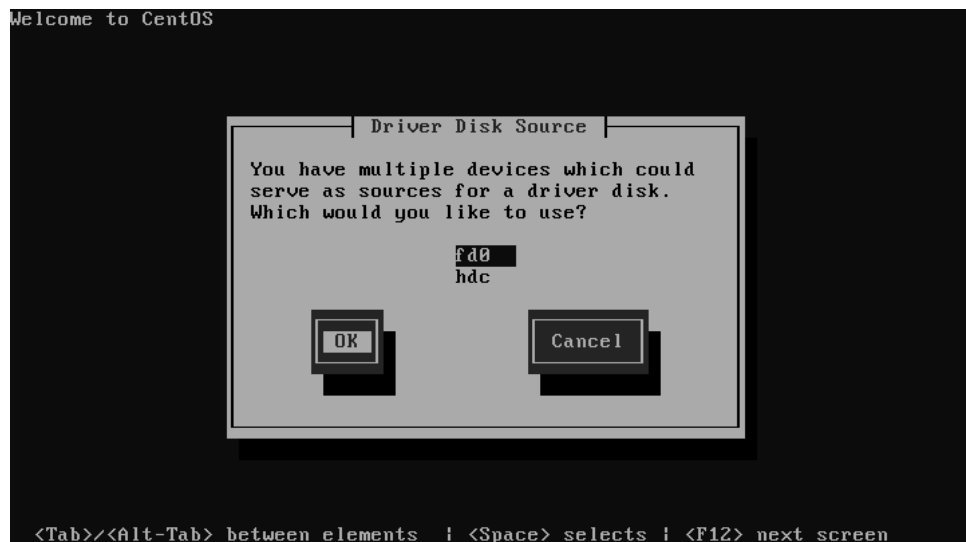 Welcome to CentOS
Driver Disk Source
You have multiple devices which could
serve as sources for a driver disk.
Which would you like to use?
fd0
hdc
OK Cancel
<Tab>/<Alt-Tab> between elements | <Space> selects | <F12> next screen